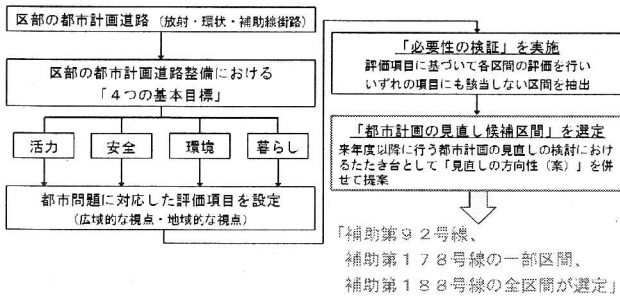 区部の都市計画道路（放射・環状・補助線街路）
区部の都市計画道路整備における
「４つの基本目標」
活力
安全
環境
暮らし
都市問題に対応した評価項目を設定
（広域的な視点・地域的な視点）
「必要性の検証」を実施
評価項目に基づいて各区間の評価を行い
いずれの項目にも該当しない区間を抽出
「都市計画の見直し候補区間」を選定
来年度以降に行う都市計画の見直しの検討におけ
るたたき台として「見直しの方向性（案）」を併
せて提案
「補助第９２号線、
補助第１７８号線の一部区間、
補助第１８８号線の全区間が選定」